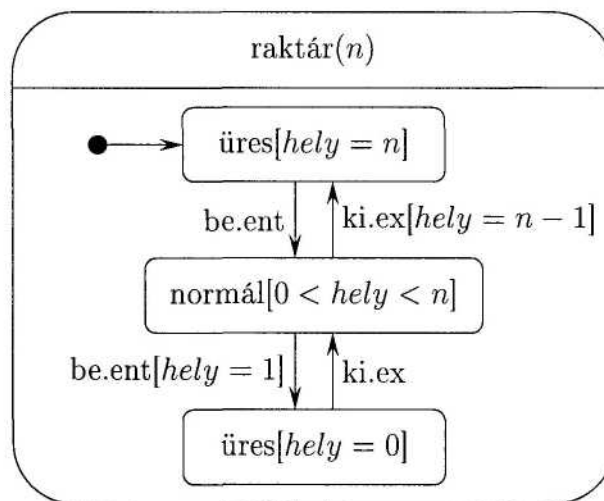 raktár(n)
üres[hely = n]
be.ent
ki.ex[hely = n − 1]
normál[0 < hely < n]
be.ent[hely = 1]
ki.ex
üres[hely = 0]